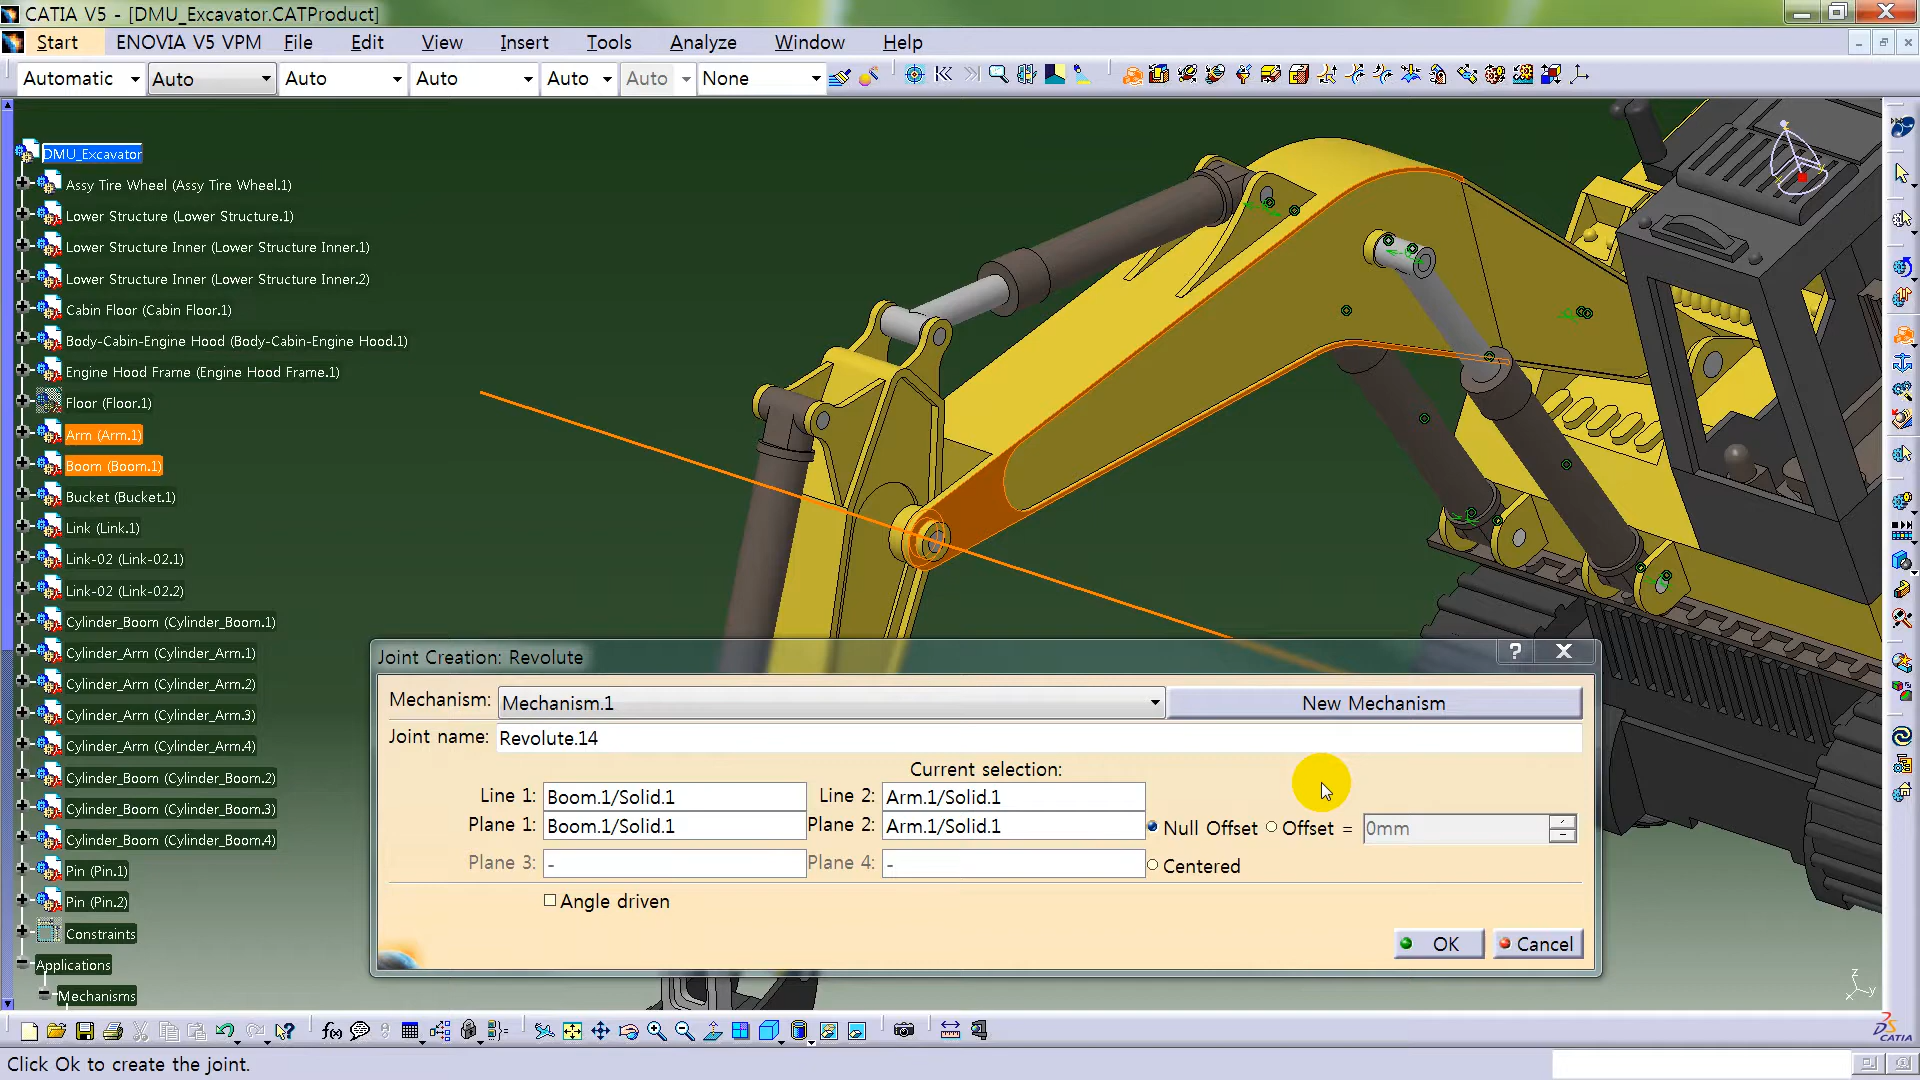 CATIA V5 - [DMU_Excavator.CATProduct]
Start ENOVIA V5 VPM File Edit View Insert Tools Analyze Window Help
Automatic Auto Auto Auto Auto Auto None
DMU_Excavator
Assy Tire Wheel (Assy Tire Wheel.1)
Lower Structure (Lower Structure.1)
Lower Structure Inner (Lower Structure Inner.1)
Lower Structure Inner (Lower Structure Inner.2)
Cabin Floor (Cabin Floor.1)
Body-Cabin-Engine Hood (Body-Cabin-Engine Hood.1)
Engine Hood Frame (Engine Hood Frame.1)
Floor (Floor.1)
Arm (Arm.1)
Boom (Boom.1)
Bucket (Bucket.1)
Link (Link.1)
Link-02 (Link-02.1)
Link-02 (Link-02.2)
Cylinder_Boom (Cylinder_Boom.1)
Cylinder_Arm (Cylinder_Arm.1)
Cylinder_Arm (Cylinder_Arm.2)
Cylinder_Arm (Cylinder_Arm.3)
Cylinder_Arm (Cylinder_Arm.4)
Cylinder_Boom (Cylinder_Boom.2)
Cylinder_Boom (Cylinder_Boom.3)
Cylinder_Boom (Cylinder_Boom.4)
Pin (Pin.1)
Pin (Pin.2)
Constraints
Applications
Mechanisms
Joint Creation: Revolute
Mechanism: Mechanism.1 New Mechanism
Joint name: Revolute.14
Current selection:
Line 1: Boom.1/Solid.1 Line 2: Arm.1/Solid.1
Plane 1: Boom.1/Solid.1 Plane 2: Arm.1/Solid.1 Null Offset Offset = 0mm
Plane 3: - Plane 4: - Centered
Angle driven
OK Cancel
z
x y
f(x)
CATIA
Click Ok to create the joint.